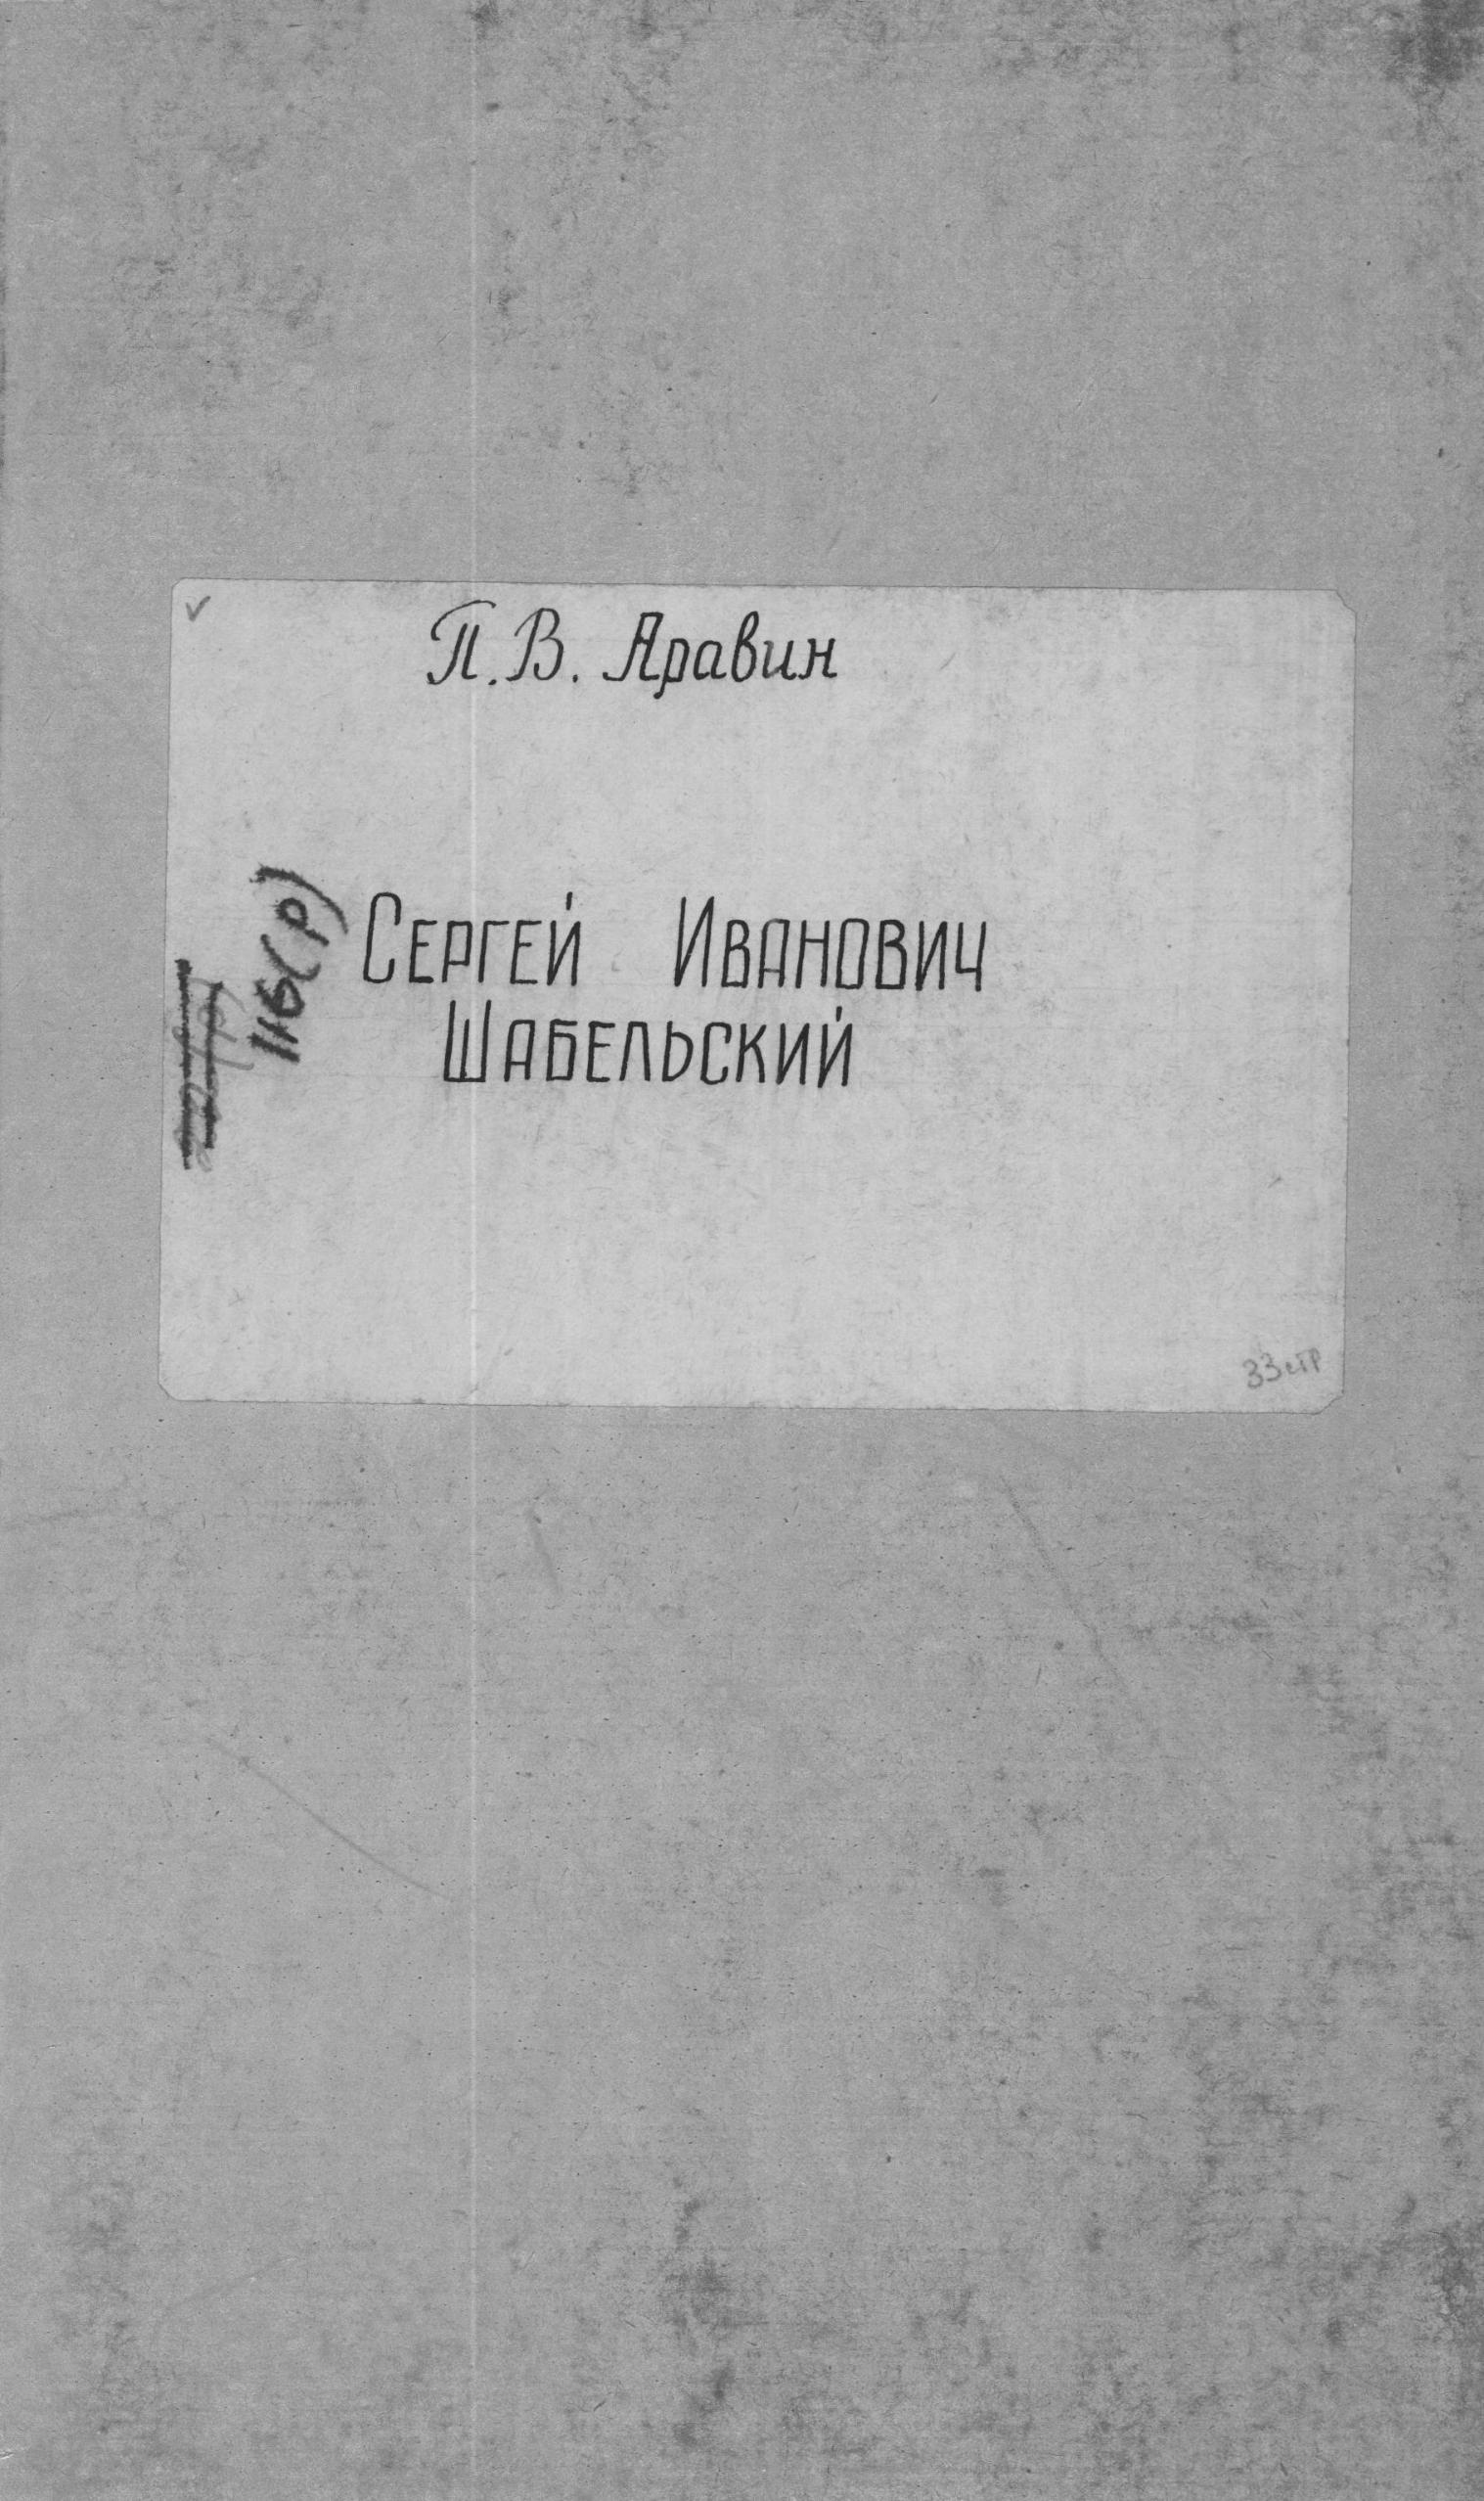 П. В. Аравин
116(Р)
Сергей Иванович
Шабельский
33стр